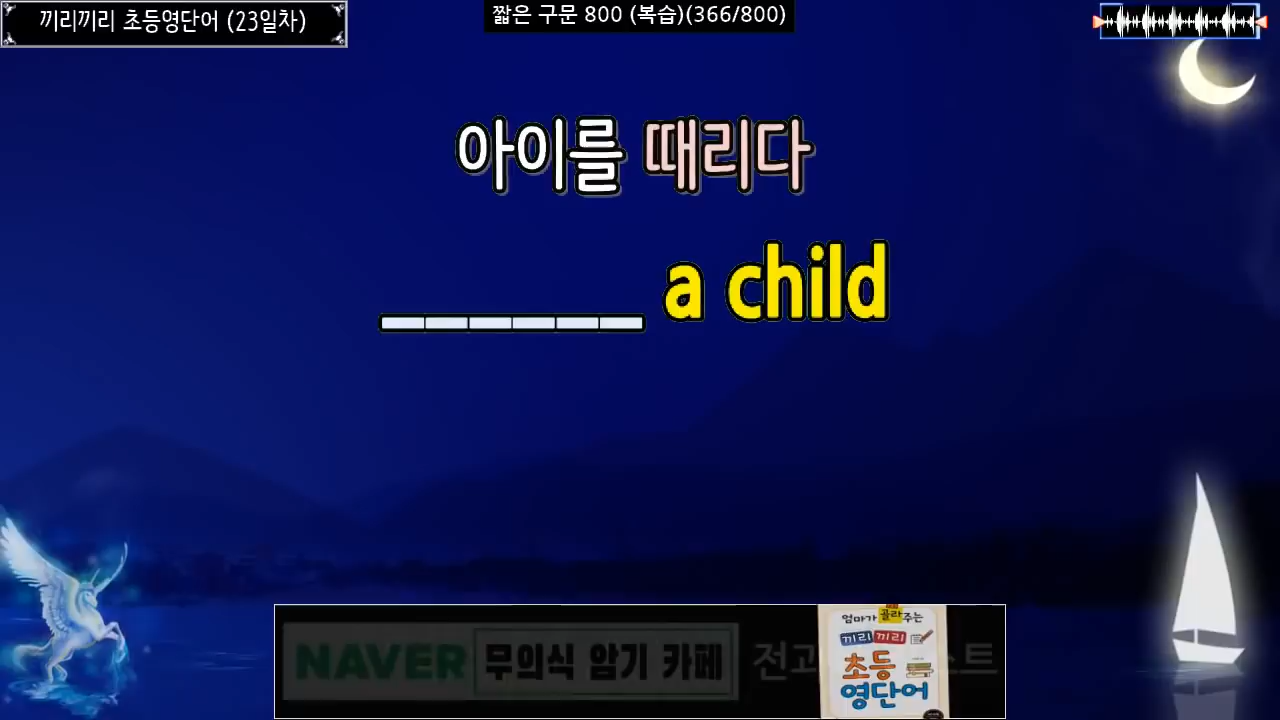 끼리끼리 초등영단어 (23일차)
짧은 구문 800 (복습)(366/800)
아이를 때리다
______ a child
NAVER 무의식 암기 카페
엄마가 골라주는
끼리끼리
초등
영단어